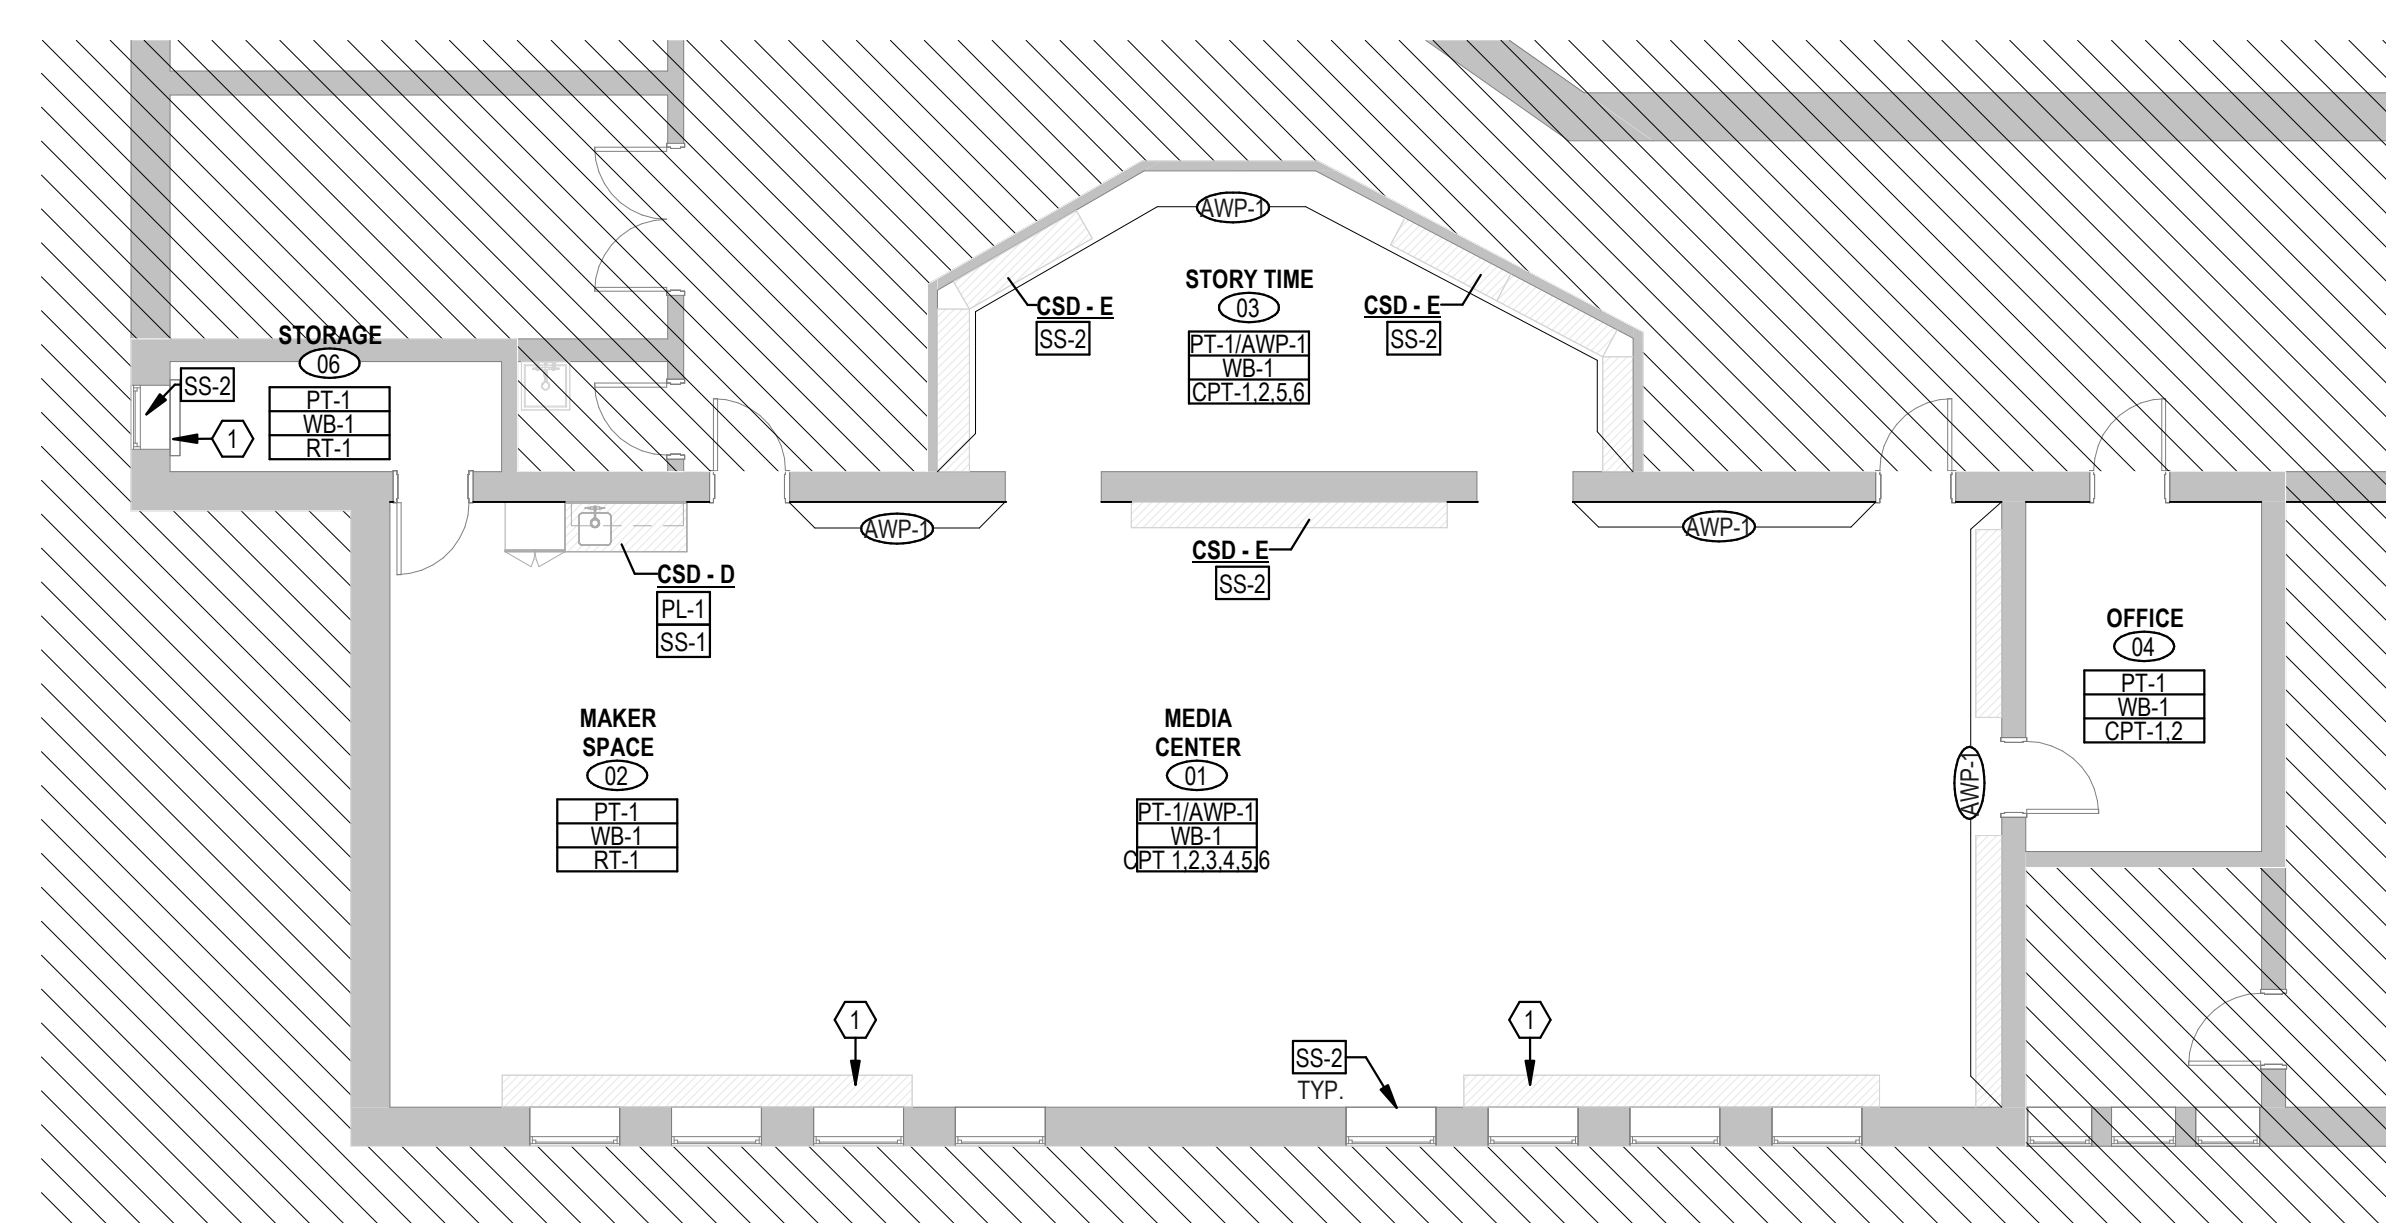 AWP-1
STORY TIME
03
PT-1/AWP-1
WB-1
CPT-1,2,5,6
CSD - E
SS-2
CSD - E
SS-2
STORAGE
06
PT-1
WB-1
RT-1
SS-2
1
AWP-1
AWP-1
CSD - E
SS-2
CSD - D
PL-1
SS-1
OFFICE
04
PT-1
WB-1
CPT-1,2
MAKER
SPACE
02
PT-1
WB-1
RT-1
MEDIA
CENTER
01
PT-1/AWP-1
WB-1
CPT 1,2,3,4,5,6
AWP-1
1
SS-2
TYP.
1